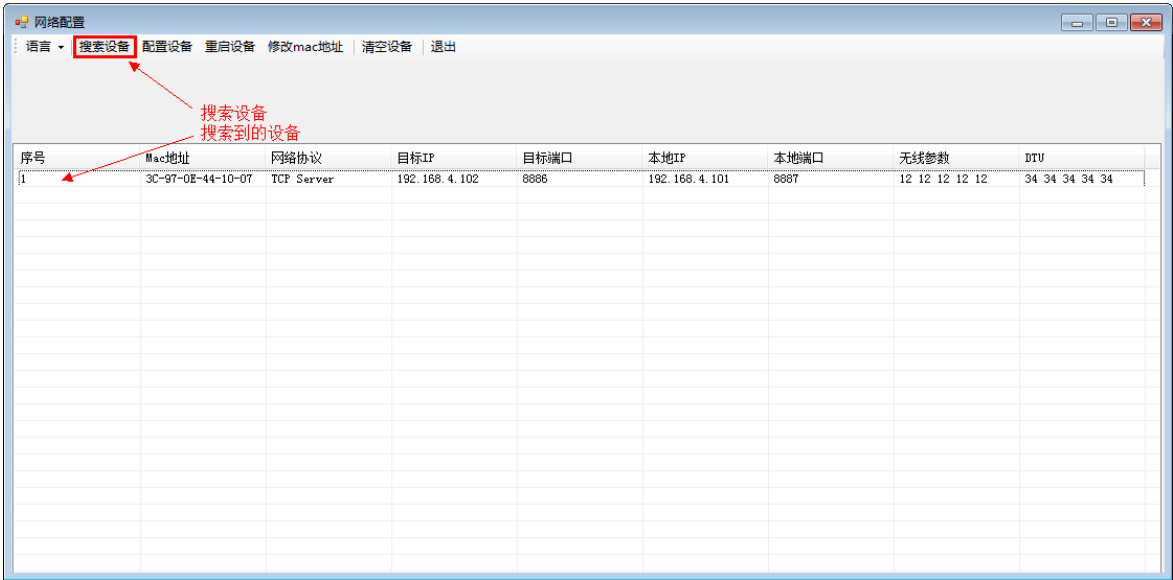 网络配置
语言 搜索设备 配置设备 重启设备 修改mac地址 清空设备 退出
搜索设备
搜索到的设备
序号 Mac地址 网络协议 目标IP 目标端口 本地IP 本地端口 无线参数 DTU
1 3C-97-0E-44-10-07 TCP Server 192.168.4.102 8886 192.168.4.101 8887 12 12 12 12 12 34 34 34 34 34